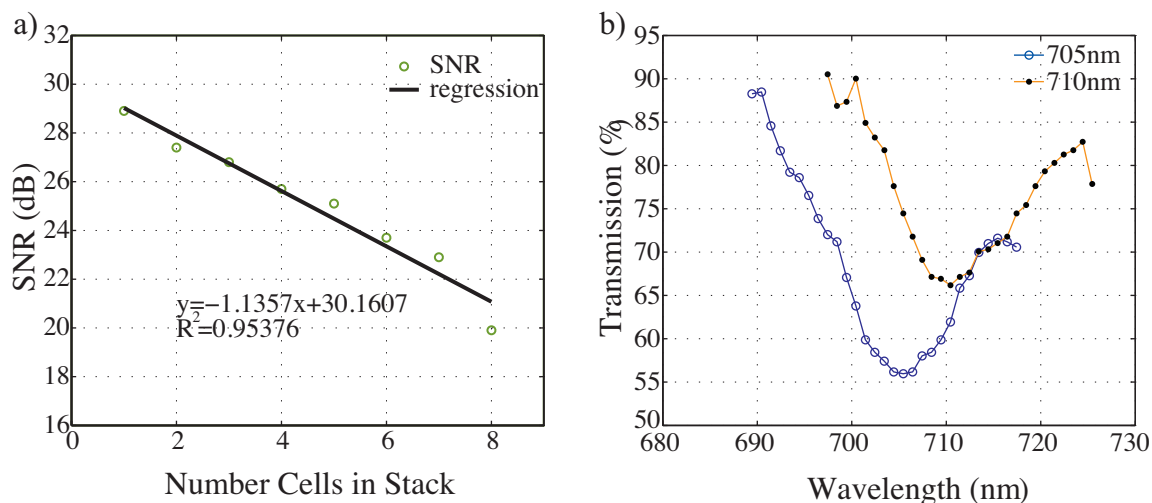 a)
32
30
28
26
24
22
20
18
16
SNR (dB)
SNR
regression
y=−1.1357x+30.1607
R²=0.95376
0 2 4 6 8
Number Cells in Stack
b)
95
90
85
80
75
70
65
60
55
50
Transmission (%)
705nm
710nm
680 690 700 710 720 730
Wavelength (nm)